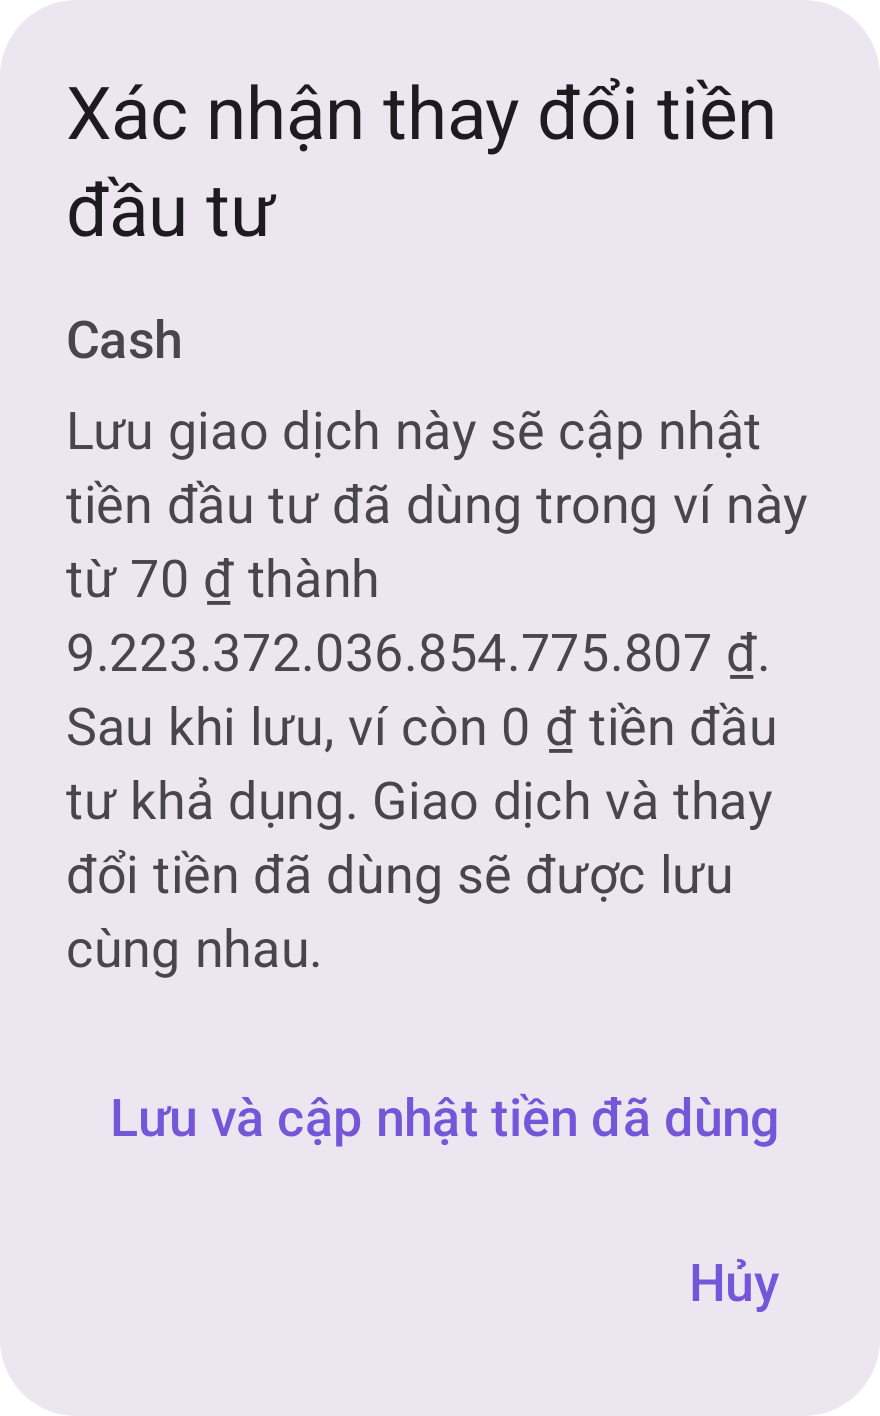 Xác nhận thay đổi tiền
đầu tư
Cash
Lưu giao dịch này sẽ cập nhật
tiền đầu tư đã dùng trong ví này
từ 70 ₫ thành
9.223.372.036.854.775.807 ₫.
Sau khi lưu, ví còn 0 ₫ tiền đầu
tư khả dụng. Giao dịch và thay
đổi tiền đã dùng sẽ được lưu
cùng nhau.
Lưu và cập nhật tiền đã dùng
Hủy